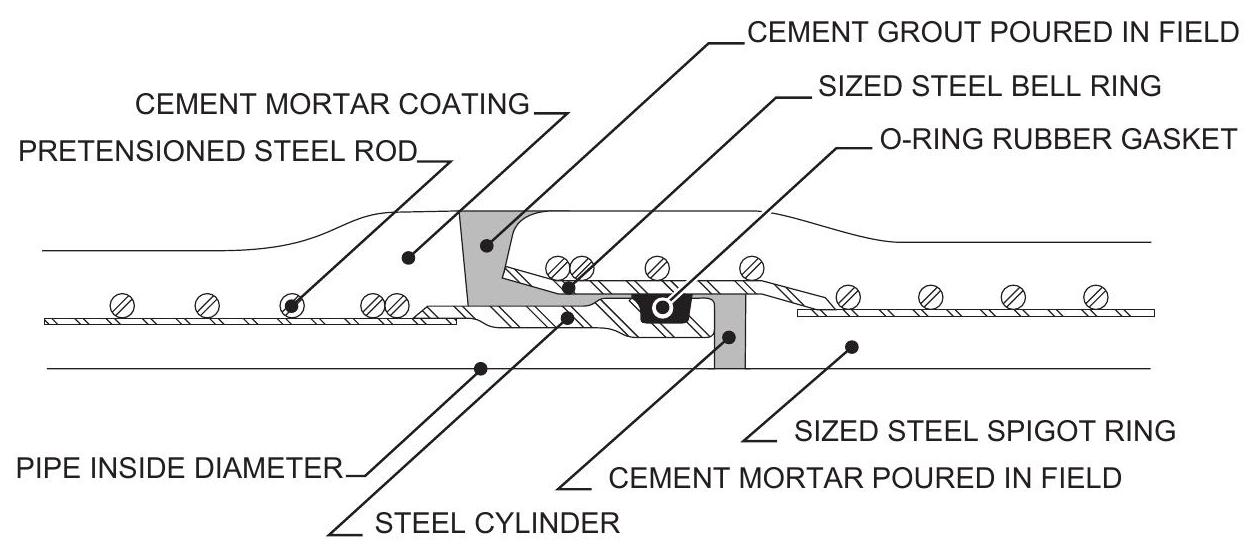 CEMENT GROUT POURED IN FIELD
SIZED STEEL BELL RING
CEMENT MORTAR COATING
O-RING RUBBER GASKET
PRETENSIONED STEEL ROD
SIZED STEEL SPIGOT RING
PIPE INSIDE DIAMETER
CEMENT MORTAR POURED IN FIELD
STEEL CYLINDER